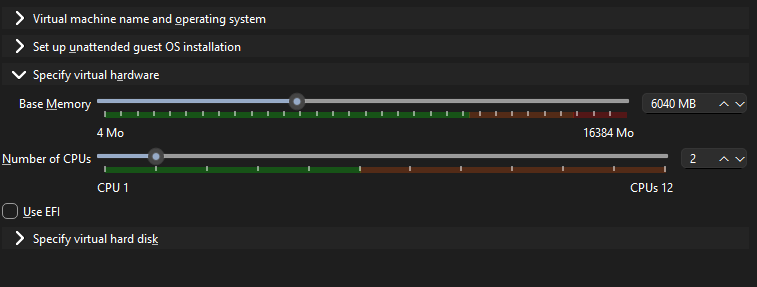 Virtual machine name and operating system
Set up unattended guest OS installation
Specify virtual hardware
Base Memory 6040 MB
4 Mo 16384 Mo
Number of CPUs 2
CPU 1 CPUs 12
Use EFI
Specify virtual hard disk